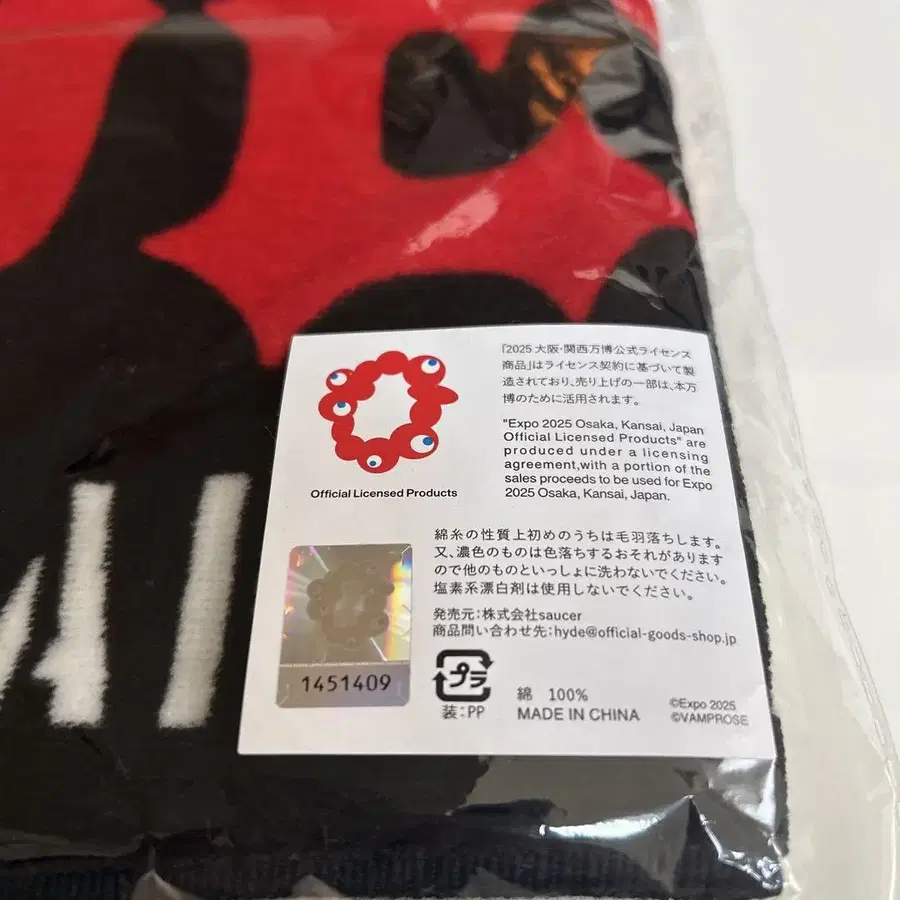 『2025 大阪・関西万博公式ライセンス
商品』はライセンス契約に基づいて製
造されており、売り上げの一部は、本万
博のために活用されます。
"Expo 2025 Osaka, Kansai, Japan
Official Licensed Products" are
produced under a licensing
agreement,with a portion of the
sales proceeds to be used for Expo
2025 Osaka, Kansai, Japan.
Official Licensed Products
綿糸の性質上初めのうちは毛羽落ちします。
又、濃色のものは色落ちするおそれがあります
ので他のものといっしょに洗わないでください。
塩素系漂白剤は使用しないでください。
発売元:株式会社saucer
商品問い合わせ先:hyde@official-goods-shop.jp
1451409
プラ
装:PP
綿 100%
MADE IN CHINA
©Expo 2025
©VAMPROSE